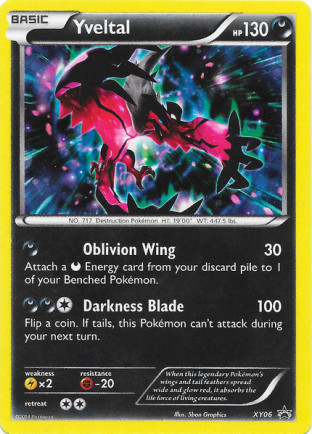 BASIC
Yveltal
HP130
NO. 717 Destruction Pokémon HT: 19'00" WT: 447.5 lbs.
Oblivion Wing 30
Attach a Energy card from your discard pile to 1
of your Benched Pokémon.
Darkness Blade 100
Flip a coin. If tails, this Pokémon can't attack during
your next turn.
weakness
×2
resistance
-20
retreat
When this legendary Pokémon's
wings and tail feathers spread
wide and glow red, it absorbs the
life force of living creatures.
©2014 Pokémon
Illus. 5ban Graphics
XY06